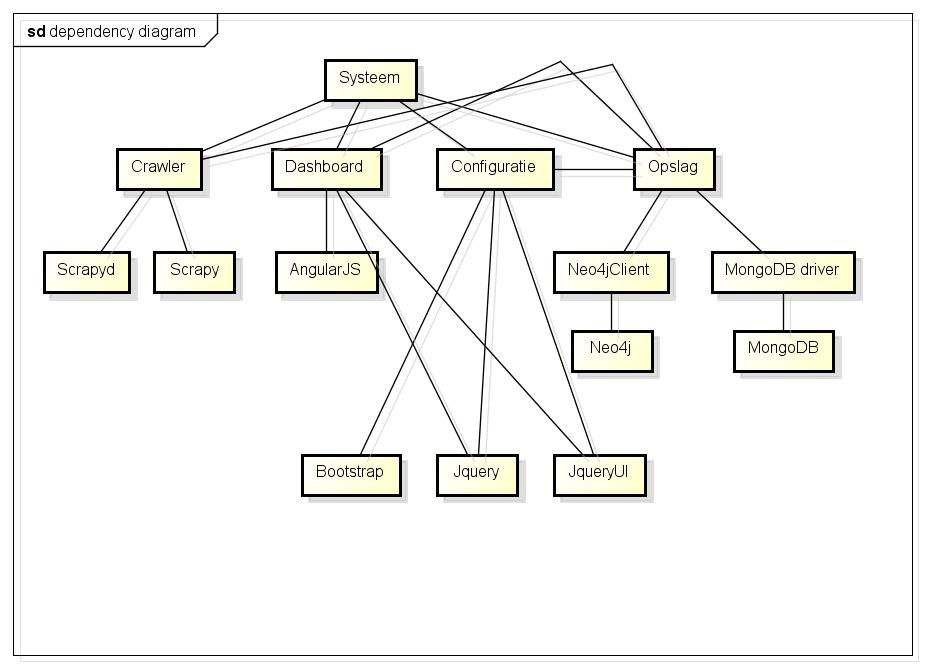 sd dependency diagram
Systeem
Crawler
Dashboard
Configuratie
Opslag
Scrapyd
Scrapy
AngularJS
Neo4jClient
MongoDB driver
Neo4j
MongoDB
Bootstrap
Jquery
JqueryUI